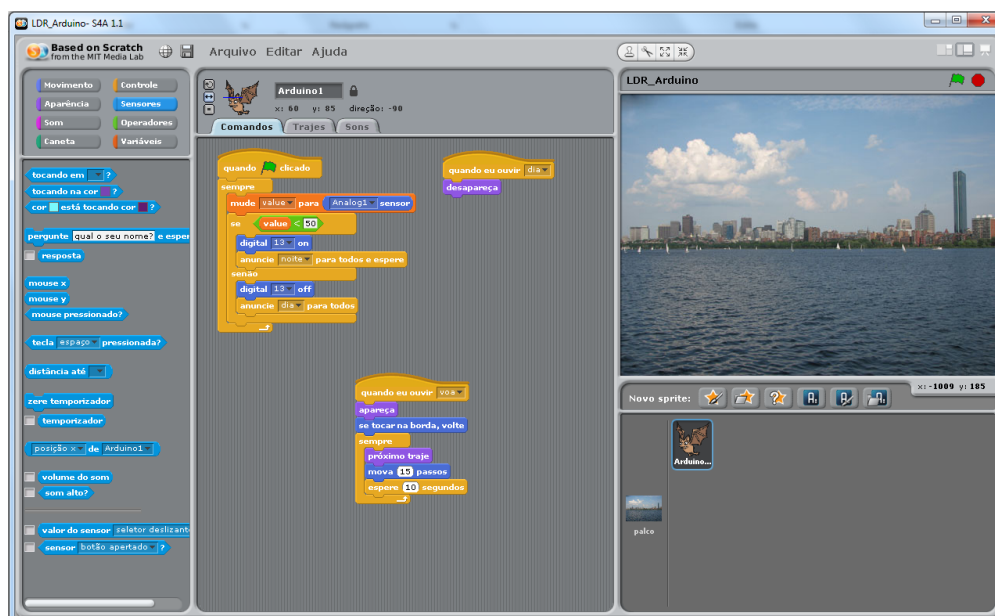 LDR_Arduino- S4A 1.1
Based on Scratch
from the MIT Media Lab
Arquivo Editar Ajuda
Movimento Controle
Aparência Sensores
Som Operadores
Caneta Variáveis
tocando em ?
tocando na cor ?
cor está tocando cor ?
pergunte qual o seu nome? e esper
resposta
mouse x
mouse y
mouse pressionado?
tecla espaço pressionada?
distância até
zere temporizador
temporizador
posição x de Arduino1
volume do som
som alto?
valor do sensor seletor deslizant
sensor botão apertado ?
Arduino1
x: 60 y: 85 direção: -90
Comandos Trajes Sons
quando clicado
sempre
mude value para Analog1 sensor
se value < 50
digital 13 on
anuncie noite para todos e espere
senão
digital 13 off
anuncie dia para todos
quando eu ouvir dia
desapareça
quando eu ouvir voa
apareça
se tocar na borda, volte
sempre
próximo traje
mova 15 passos
espere 10 segundos
LDR_Arduino
x: -1009 y: 185
Novo sprite:
Arduino...
palco